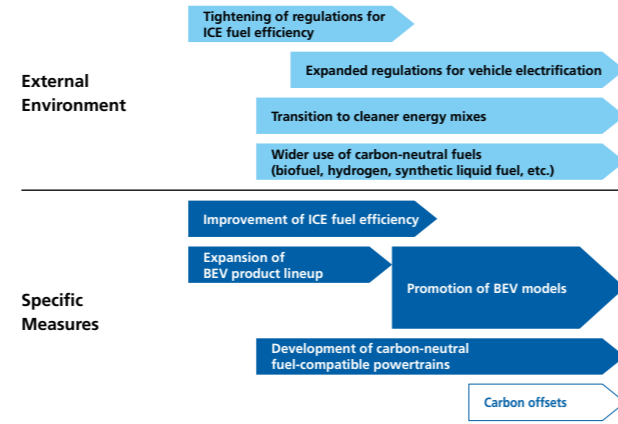 Tightening of regulations for
ICE fuel efficiency
Expanded regulations for vehicle electrification
External
Environment
Transition to cleaner energy mixes
Wider use of carbon-neutral fuels
(biofuel, hydrogen, synthetic liquid fuel, etc.)
Improvement of ICE fuel efficiency
Expansion of
BEV product lineup
Promotion of BEV models
Specific
Measures
Development of carbon-neutral
fuel-compatible powertrains
Carbon offsets